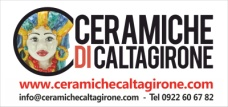 CERAMICHE
DI CALTAGIRONE
www.ceramichecaltagirone.com
info@ceramichecaltagirone.com - Tel 0922 60 67 82